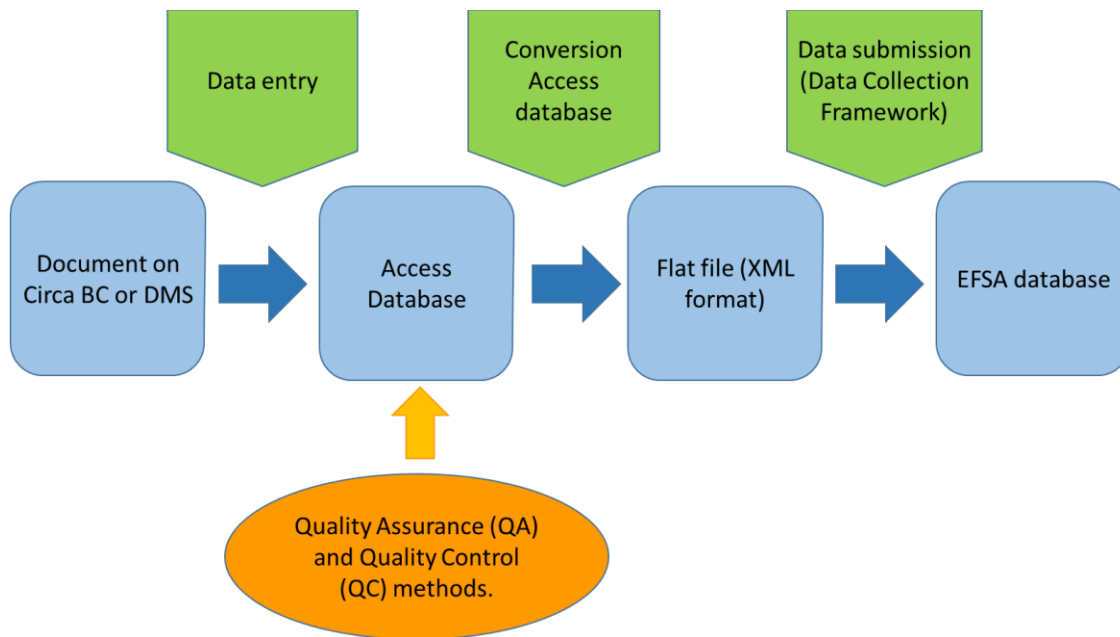 Data entry
Conversion
Access
database
Data submission
(Data Collection
Framework)
Document on
Circa BC or DMS
Access
Database
Flat file (XML
format)
EFSA database
Quality Assurance (QA)
and Quality Control
(QC) methods.